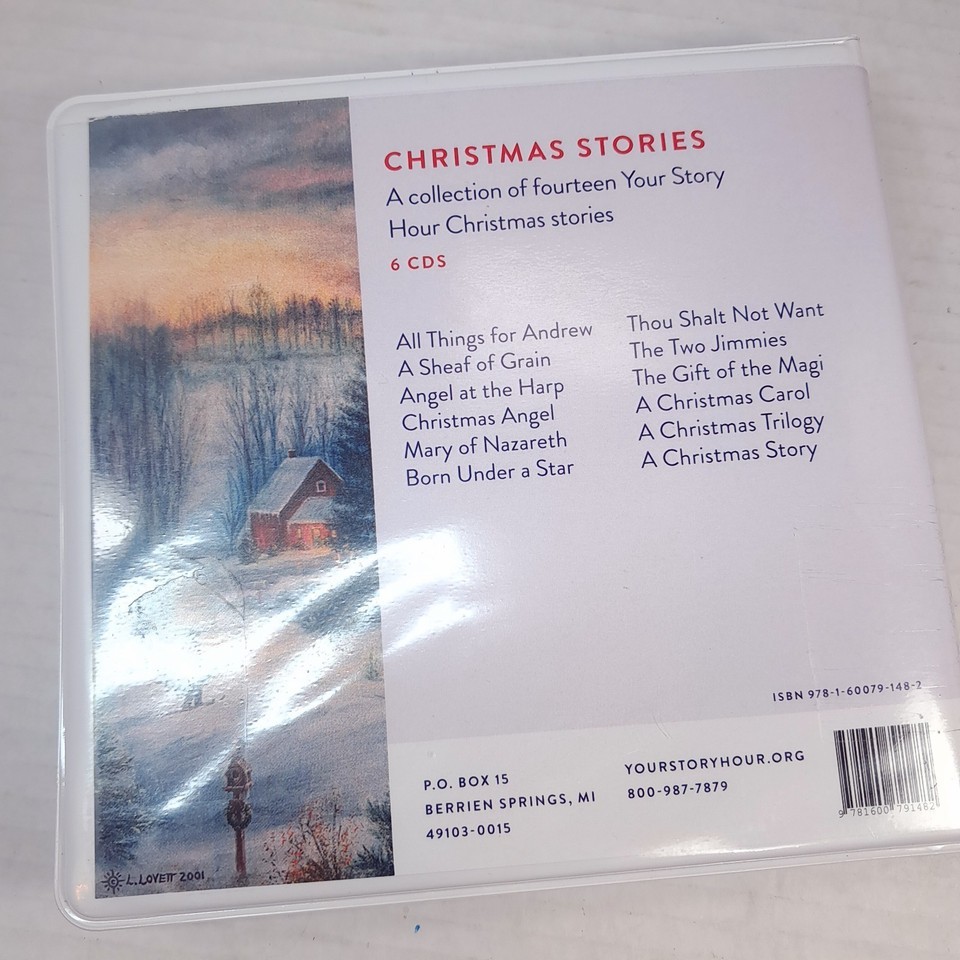 CHRISTMAS STORIES
A collection of fourteen Your Story
Hour Christmas stories
6 CDS
All Things for Andrew
A Sheaf of Grain
Angel at the Harp
Christmas Angel
Mary of Nazareth
Born Under a Star
Thou Shalt Not Want
The Two Jimmies
The Gift of the Magi
A Christmas Carol
A Christmas Trilogy
A Christmas Story
ISBN 978-1-60079-148-2
P.O. BOX 15
BERRIEN SPRINGS, MI
49103-0015
YOURSTORYHOUR.ORG
800-987-7879
9 781600 791482
© L. LOVETT 2001